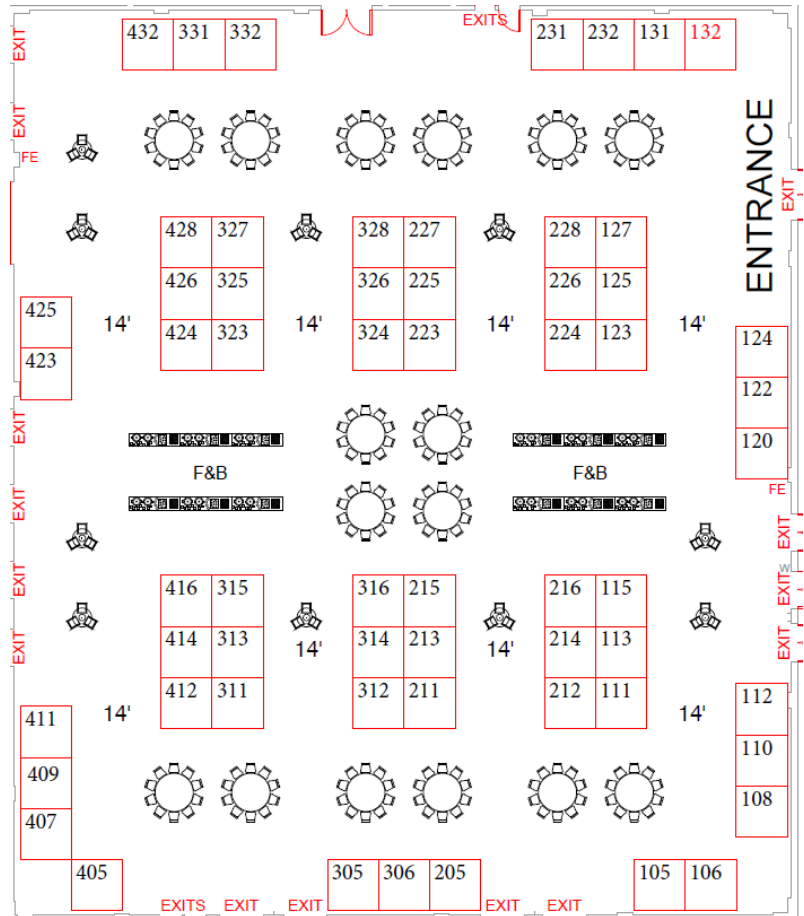 EXITS
EXIT
432 331 332
231 232 131 132
EXIT
FE
ENTRANCE
EXIT
428 327
328 227
228 127
426 325
326 225
226 125
425
14'
14'
14'
14'
424 323
324 223
224 123
124
423
122
EXIT
120
F&B
F&B
FE
EXIT
EXIT
W
EXIT
EXIT
416 315
316 215
216 115
EXIT
EXIT
414 313
314 213
214 113
14'
14'
412 311
312 211
212 111
112
411
14'
14'
110
409
108
407
405
305 306 205
105 106
EXITS EXIT EXIT
EXIT EXIT